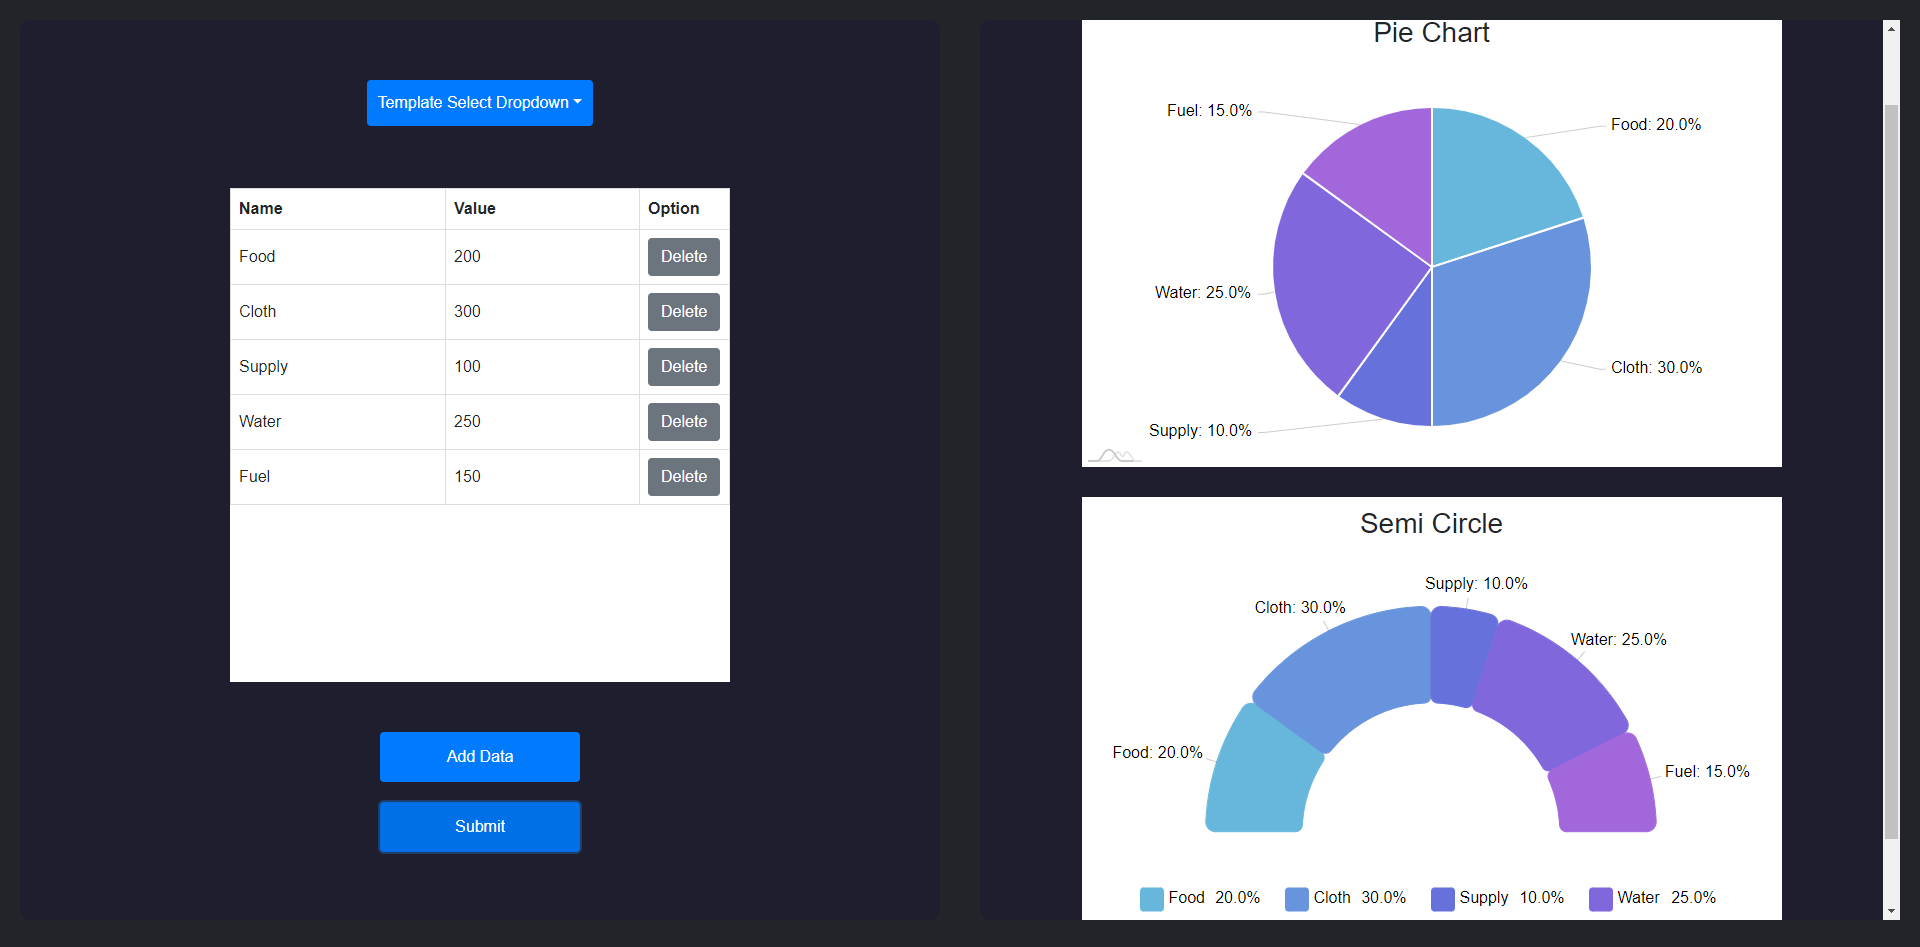 Template Select Dropdown
Name Value Option
Food 200 Delete
Cloth 300 Delete
Supply 100 Delete
Water 250 Delete
Fuel 150 Delete
Add Data
Submit
Pie Chart
Fuel: 15.0%
Food: 20.0%
Water: 25.0%
Cloth: 30.0%
Supply: 10.0%
Semi Circle
Supply: 10.0%
Cloth: 30.0%
Water: 25.0%
Food: 20.0%
Fuel: 15.0%
Food 20.0% Cloth 30.0% Supply 10.0% Water 25.0%